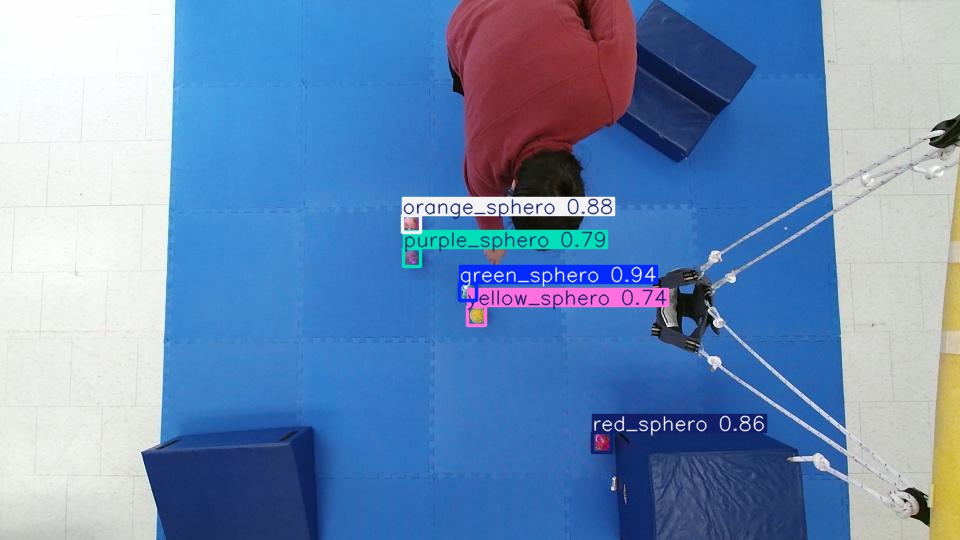 orange_sphero 0.88
purple_sphero 0.79
green_sphero 0.94
yellow_sphero 0.74
red_sphero 0.86